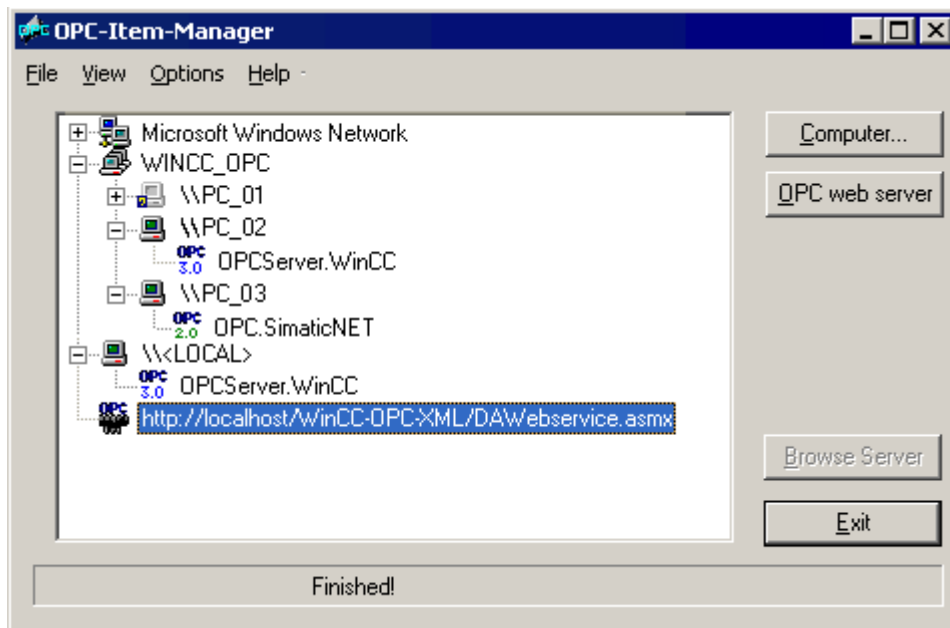 OPC OPC-Item-Manager
File View Options Help
Microsoft Windows Network
Computer...
WINCC_OPC
\\PC_01
OPC web server
\\PC_02
OPC 3.0 OPCServer.WinCC
\\PC_03
OPC 2.0 OPC.SimaticNET
\\<LOCAL>
OPC 3.0 OPCServer.WinCC
OPC http://localhost/WinCC-OPC-XML/DAWebservice.asmx
Browse Server
Exit
Finished!